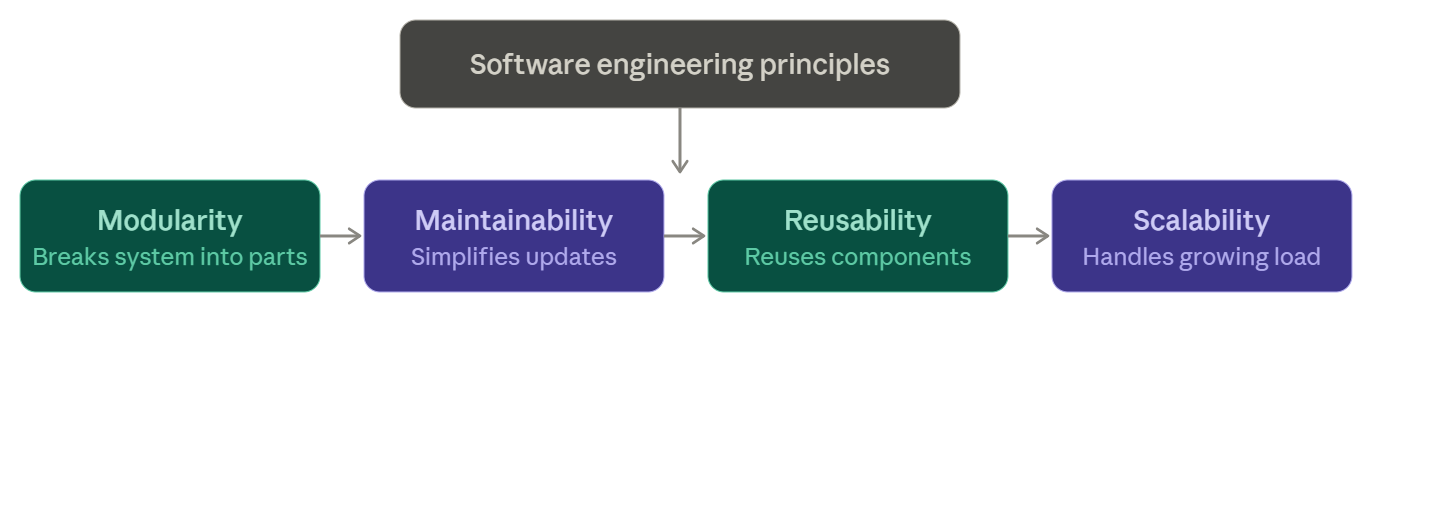 Software engineering principles
Modularity
Breaks system into parts
Maintainability
Simplifies updates
Reusability
Reuses components
Scalability
Handles growing load